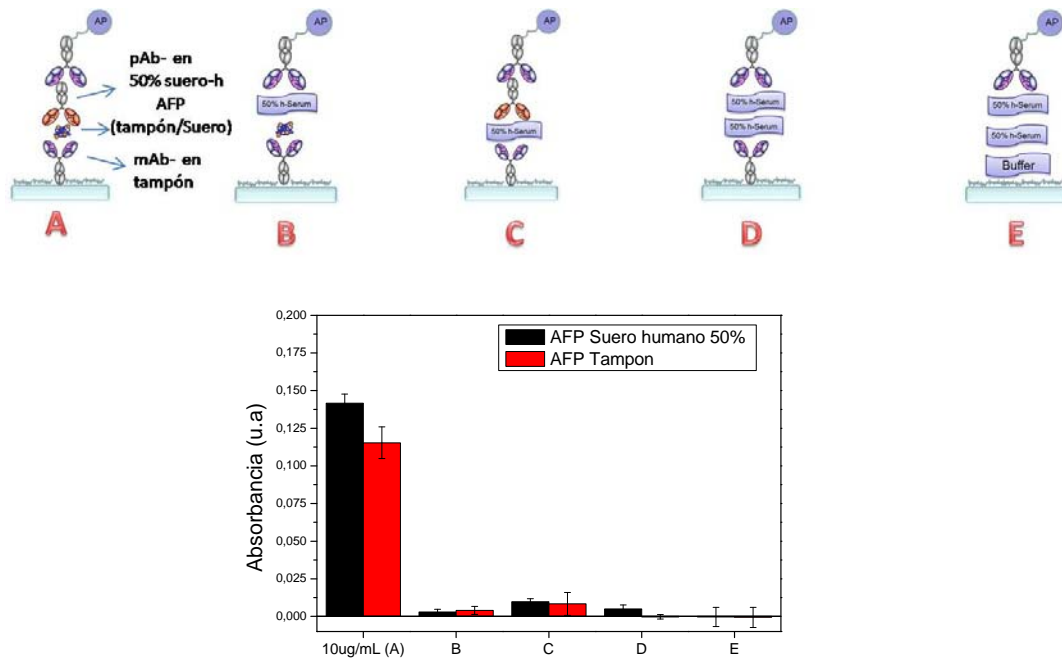 AP
AP
AP
AP
AP
pAb- en
50% suero-h
AFP
(tampón/Suero)
mAb- en
tampón
50% h-Serum
50% h-Serum
50% h-Serum
50% h-Serum
50% h-Serum
50% h-Serum
Buffer
A
B
C
D
E
0,200
0,175
0,150
0,125
0,100
0,075
0,050
0,025
0,000
Absorbancia (u.a)
AFP Suero humano 50%
AFP Tampon
10ug/mL (A)
B
C
D
E